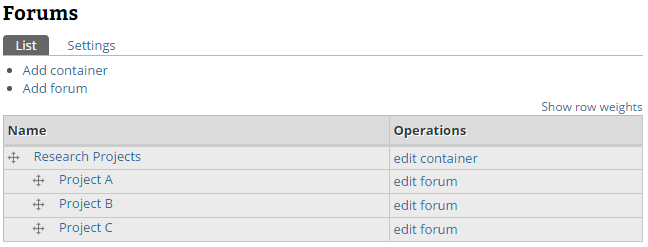 Forums
List Settings
Add container
Add forum
Show row weights
Name Operations
Research Projects edit container
Project A edit forum
Project B edit forum
Project C edit forum